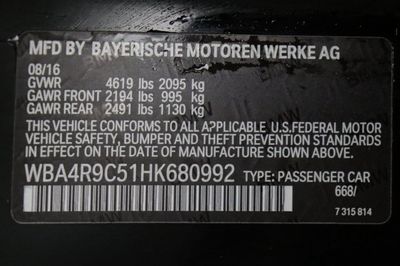 MFD BY BAYERISCHE MOTOREN WERKE AG
08/16
GVWR 4619 lbs 2095 kg
GAWR FRONT 2194 lbs 995 kg
GAWR REAR 2491 lbs 1130 kg
THIS VEHICLE CONFORMS TO ALL APPLICABLE U.S.FEDERAL MOTOR
VEHICLE SAFETY, BUMPER AND THEFT PREVENTION STANDARDS
IN EFFECT ON THE DATE OF MANUFACTURE SHOWN ABOVE.
WBA4R9C51HK680992 TYPE: PASSENGER CAR
668/
7 315 814